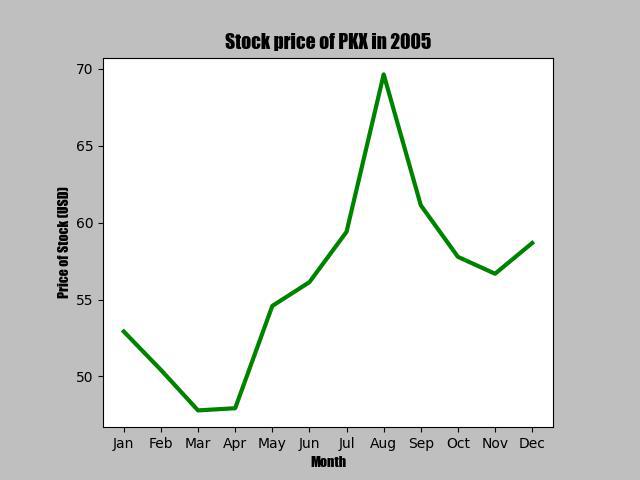 Stock price of PKX in 2005
Price of Stock (USD)
70
65
60
55
50
Jan Feb Mar Apr May Jun Jul Aug Sep Oct Nov Dec
Month